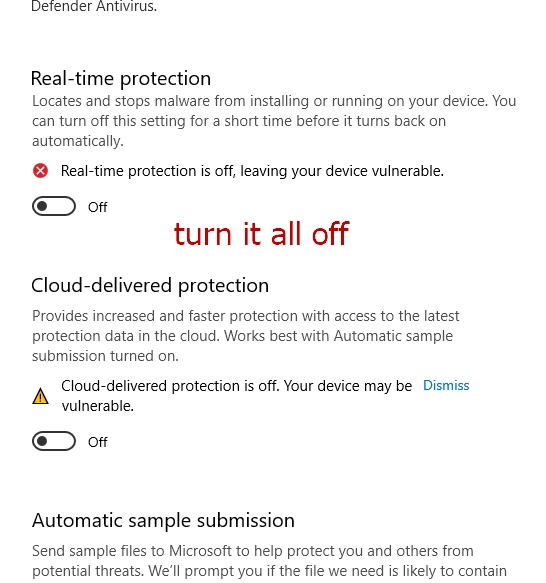 Defender Antivirus.
Real-time protection
Locates and stops malware from installing or running on your device. You
can turn off this setting for a short time before it turns back on
automatically.
Real-time protection is off, leaving your device vulnerable.
Off
turn it all off
Cloud-delivered protection
Provides increased and faster protection with access to the latest
protection data in the cloud. Works best with Automatic sample
submission turned on.
Cloud-delivered protection is off. Your device may be Dismiss
vulnerable.
Off
Automatic sample submission
Send sample files to Microsoft to help protect you and others from
potential threats. We'll prompt you if the file we need is likely to contain